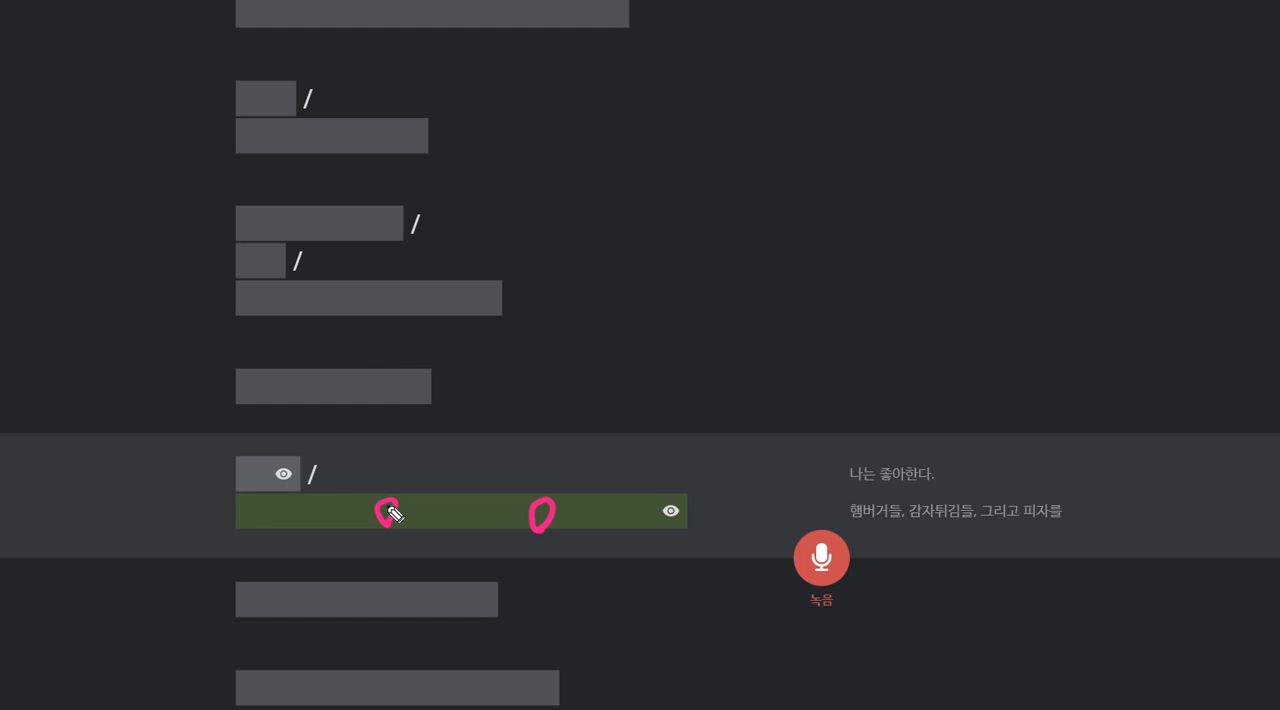 /
/
/
/ 나는 좋아한다.
햄버거들, 감자튀김들, 그리고 피자를
녹음